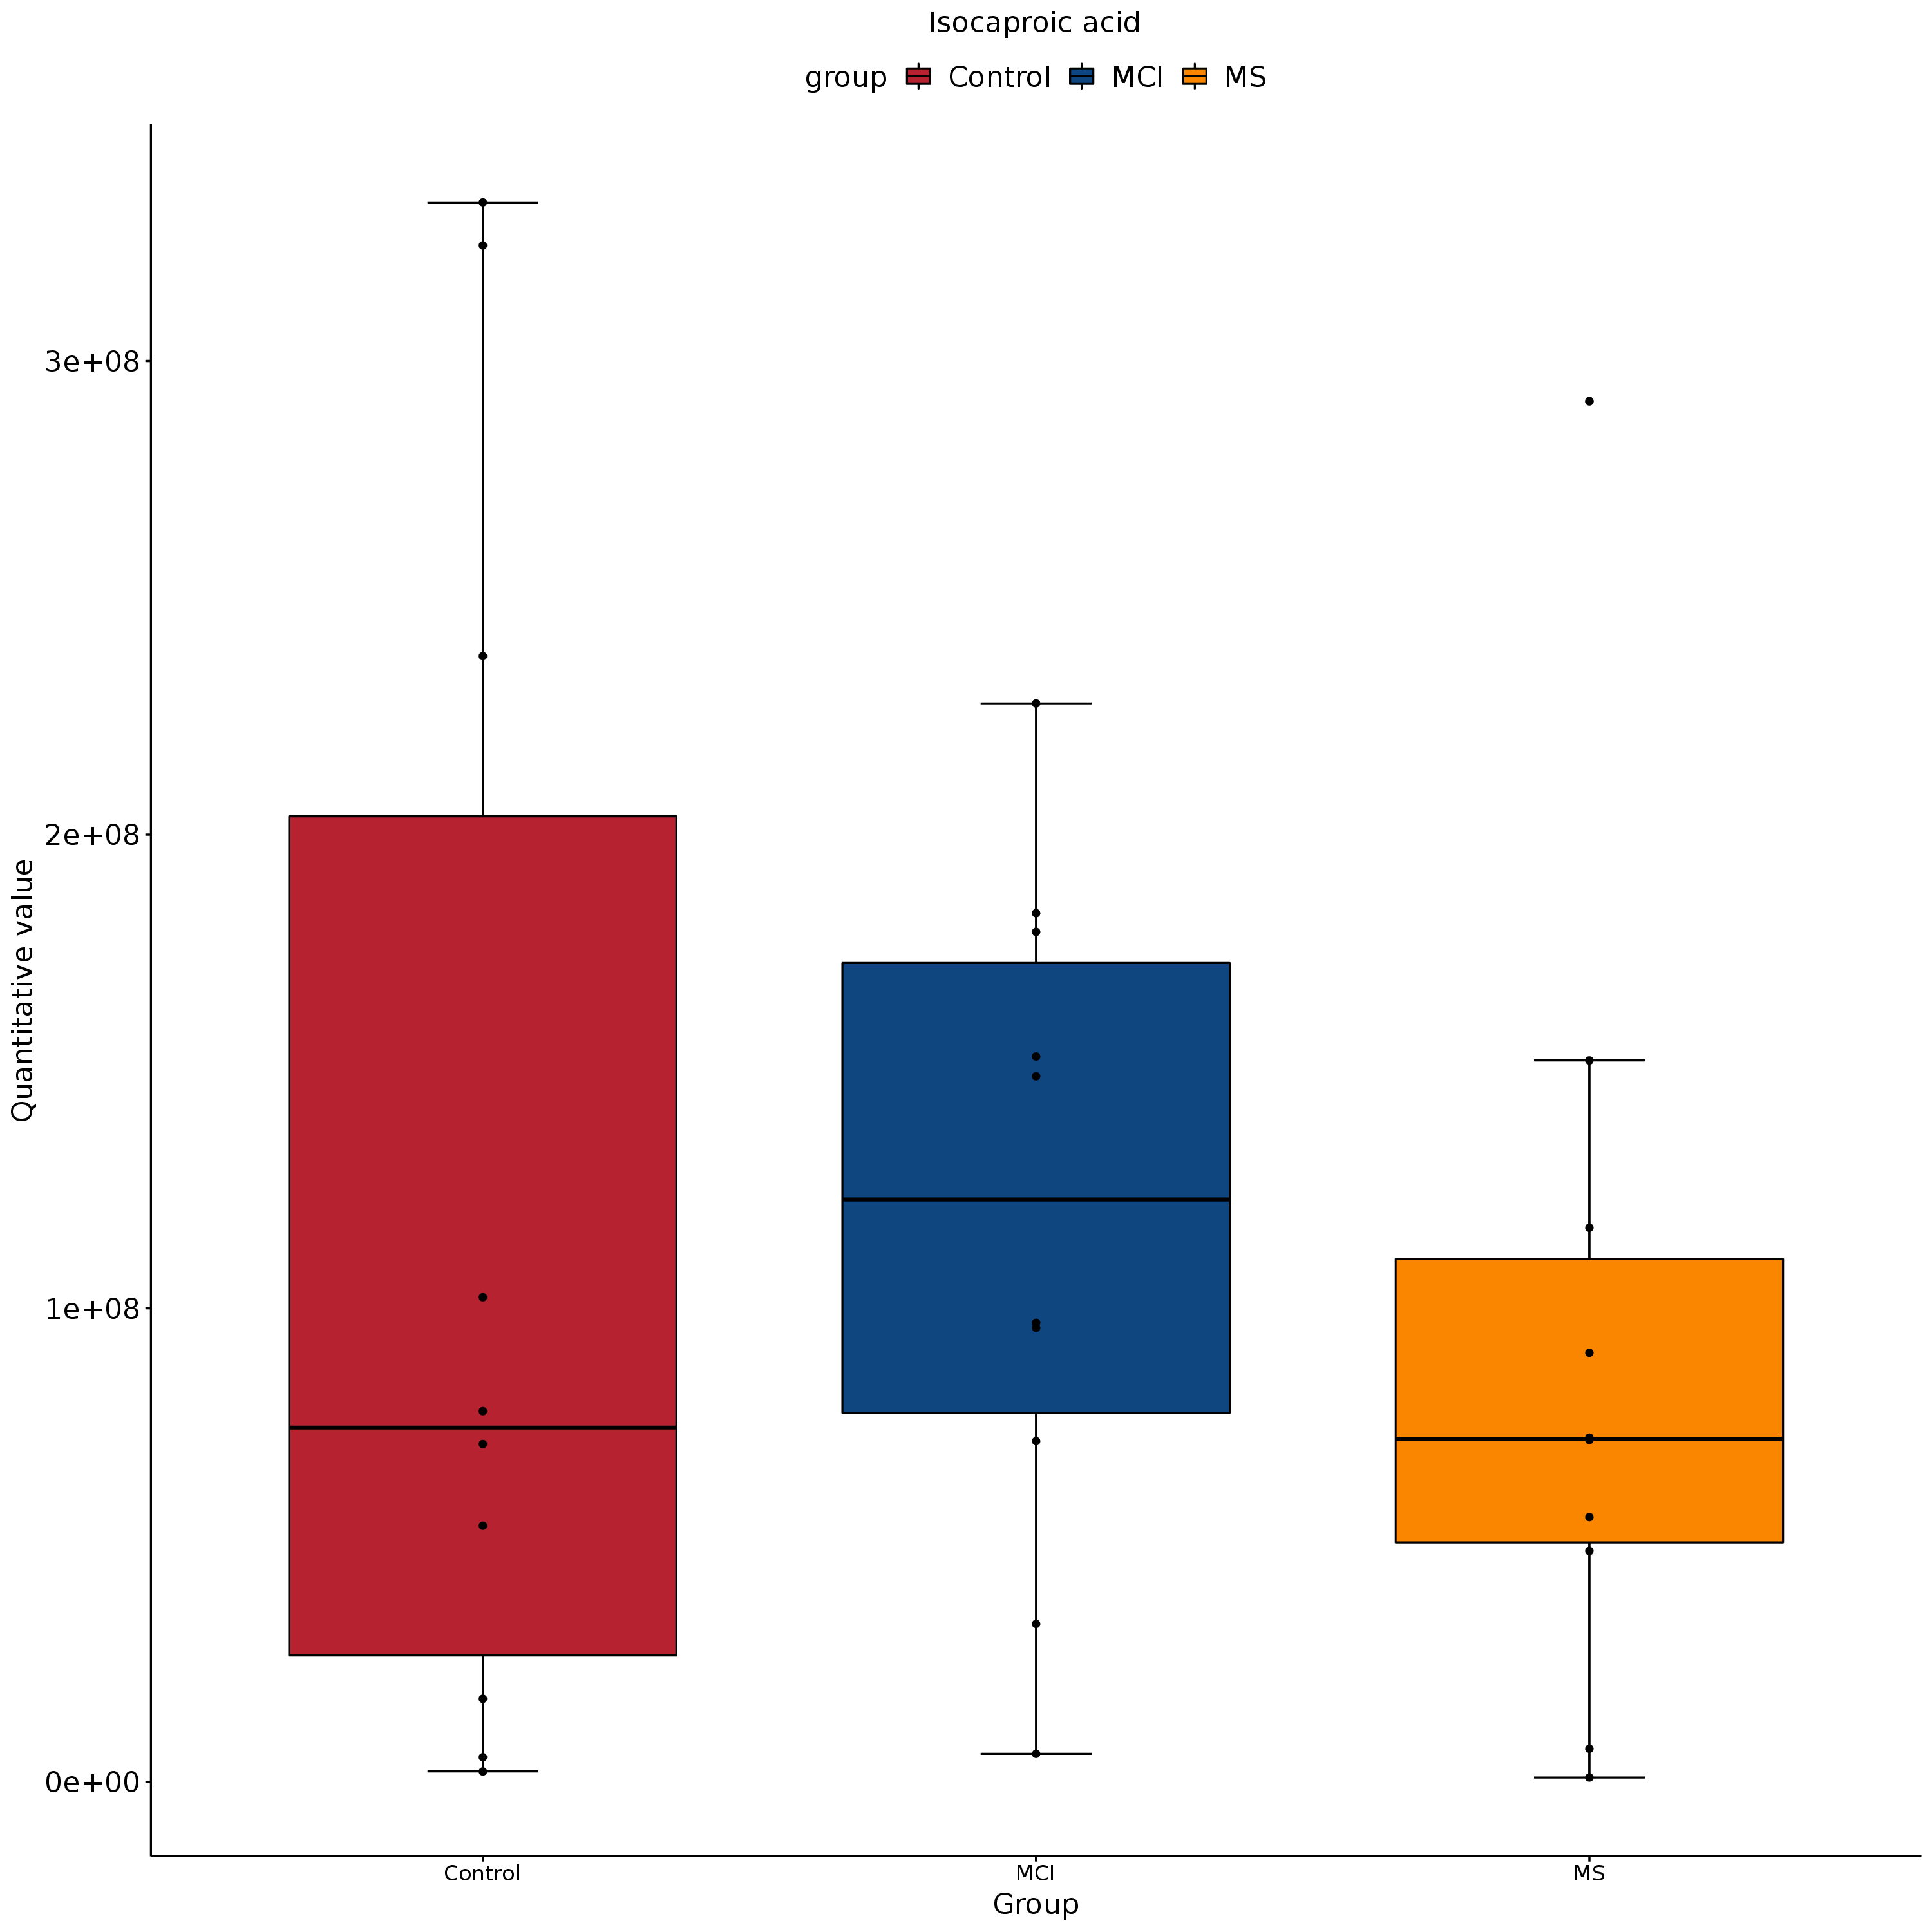 Isocaproic acid
group Control MCI MS
Quantitative value
3e+08
2e+08
1e+08
0e+00
Control MCI MS
Group